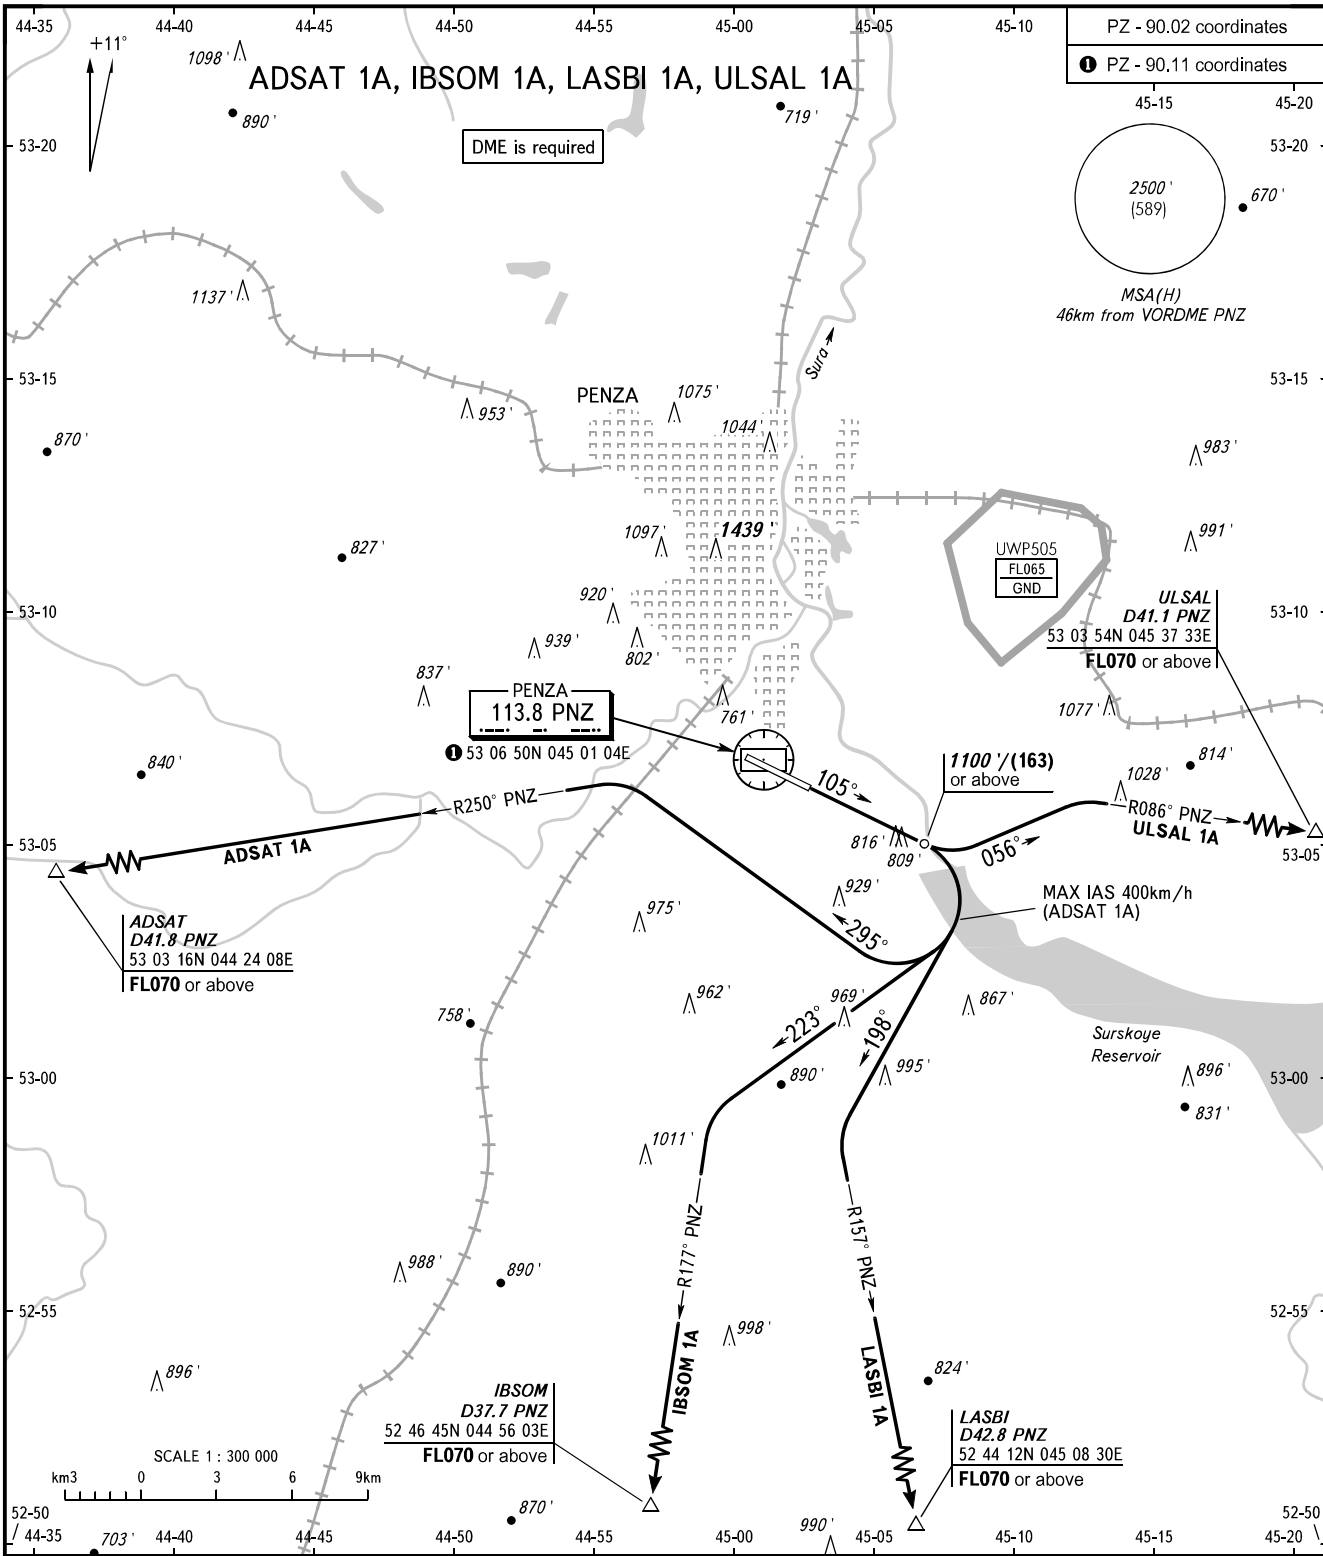 44-35 44-40 44-45 44-50 44-55 45-00 45-05 45-10
PZ - 90.02 coordinates
1 PZ - 90.11 coordinates
45-15 45-20
+11°
1098'
ADSAT 1A, IBSOM 1A, LASBI 1A, ULSAL 1A
890'
719'
DME is required
53-20
53-20
2500'
(589)
670'
MSA(H)
46km from VORDME PNZ
1137'
Sura
53-15
53-15
PENZA
1075'
953'
1044'
870'
983'
1097'
1439'
991'
827'
UWP505
FL065
GND
920'
ULSAL
D41.1 PNZ
53 03 54N 045 37 33E
FL070 or above
53-10
53-10
939'
802'
837'
PENZA
113.8 PNZ
1 53 06 50N 045 01 04E
761'
1077'
840'
1100'/(163)
or above
814'
1028'
105°
R250° PNZ
R086° PNZ
ULSAL 1A
056°
816'
809'
ADSAT 1A
53-05
53-05
929'
MAX IAS 400km/h
(ADSAT 1A)
975'
295°
ADSAT
D41.8 PNZ
53 03 16N 044 24 08E
FL070 or above
962'
969'
867'
758'
223°
198°
Surskoye
Reservoir
53-00
890'
995'
896'
53-00
831'
1011'
R177° PNZ
R157° PNZ
988'
890'
52-55
52-55
998'
IBSOM 1A
LASBI 1A
896'
824'
IBSOM
D37.7 PNZ
52 46 45N 044 56 03E
FL070 or above
LASBI
D42.8 PNZ
52 44 12N 045 08 30E
FL070 or above
SCALE 1 : 300 000
km3 0 3 6 9km
870'
990'
703'
52-50
52-50
44-35 44-40 44-45 44-50 44-55 45-00 45-05 45-10 45-15 45-20